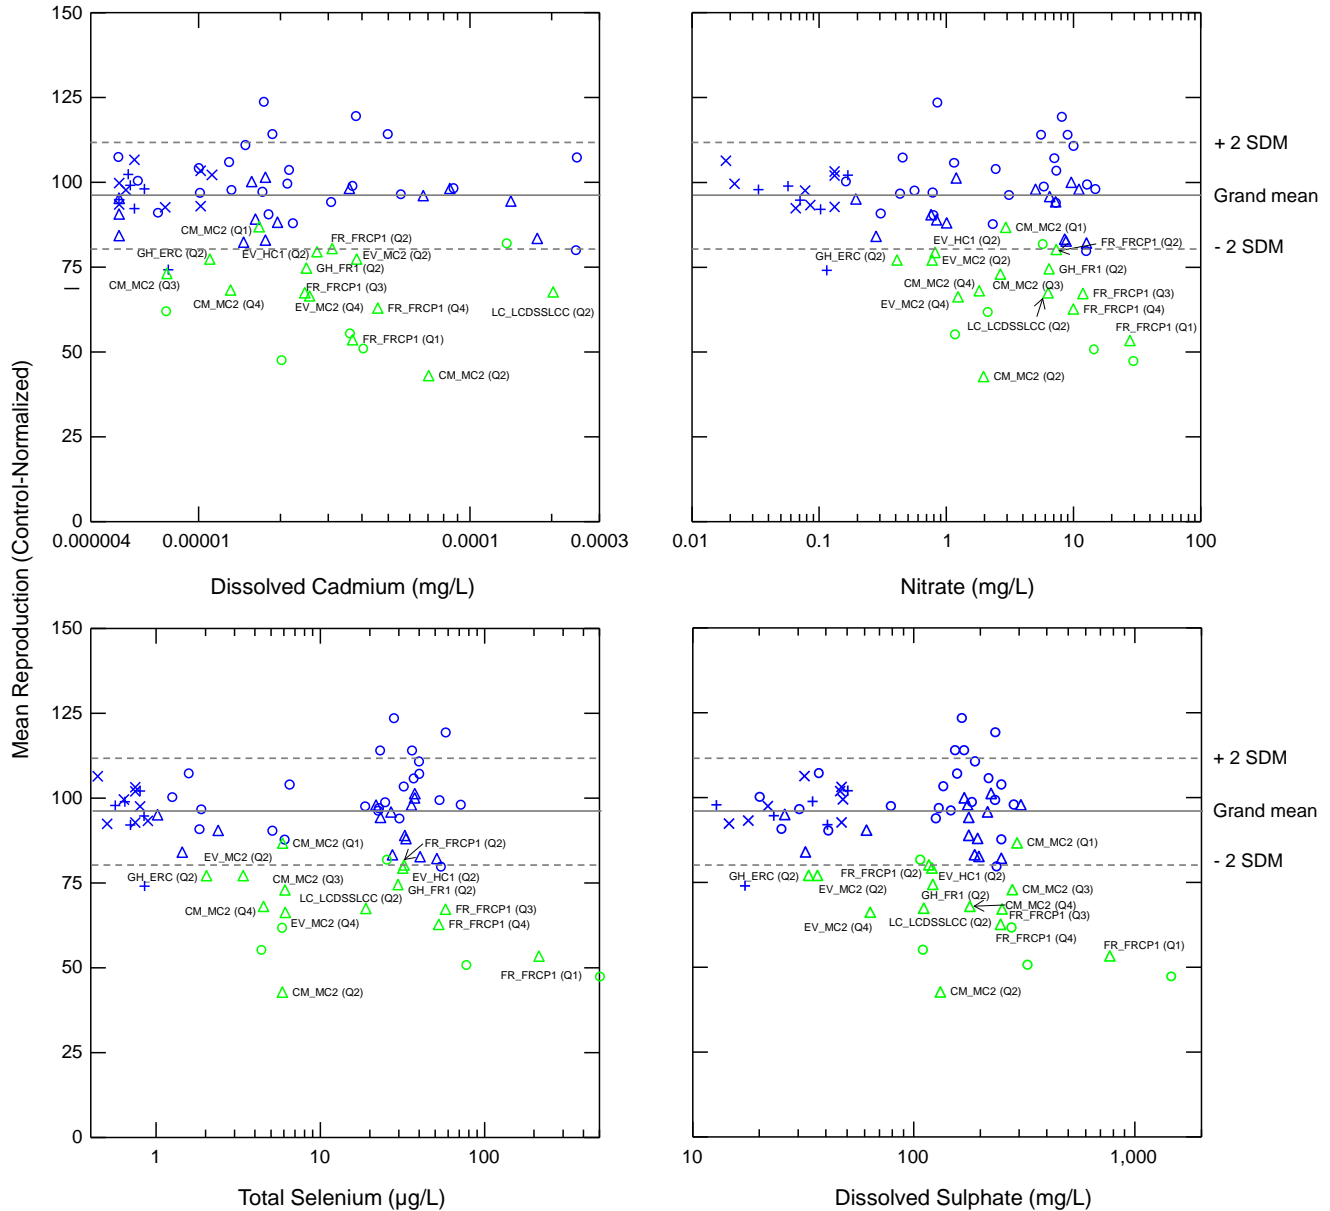 Mean Reproduction (Control-Normalized)
150
125
100
75
50
25
0
CM_MC2 (Q1)
FR_FRCP1 (Q2)
GH_ERC (Q2)
EV_HC1 (Q2)
EV_MC2 (Q2)
GH_FR1 (Q2)
CM_MC2 (Q3)
FR_FRCP1 (Q3)
CM_MC2 (Q4)
EV_MC2 (Q4)
FR_FRCP1 (Q4)
LC_LCDSSLCC (Q2)
FR_FRCP1 (Q1)
CM_MC2 (Q2)
0.000004
0.00001
0.0001
0.0003
Dissolved Cadmium (mg/L)
+ 2 SDM
Grand mean
- 2 SDM
CM_MC2 (Q1)
EV_HC1 (Q2)
FR_FRCP1 (Q2)
GH_ERC (Q2)
EV_MC2 (Q2)
GH_FR1 (Q2)
CM_MC2 (Q4)
CM_MC2 (Q3)
FR_FRCP1 (Q3)
EV_MC2 (Q4)
LC_LCDSSLCC (Q2)
FR_FRCP1 (Q4)
FR_FRCP1 (Q1)
CM_MC2 (Q2)
0.01
0.1
1
10
100
Nitrate (mg/L)
150
125
100
75
50
25
0
CM_MC2 (Q1)
FR_FRCP1 (Q2)
EV_MC2 (Q2)
GH_ERC (Q2)
CM_MC2 (Q3)
EV_HC1 (Q2)
GH_FR1 (Q2)
LC_LCDSSLCC (Q2)
CM_MC2 (Q4)
FR_FRCP1 (Q3)
EV_MC2 (Q4)
FR_FRCP1 (Q4)
FR_FRCP1 (Q1)
CM_MC2 (Q2)
1
10
100
Total Selenium (µg/L)
+ 2 SDM
Grand mean
- 2 SDM
CM_MC2 (Q1)
FR_FRCP1 (Q2)
GH_ERC (Q2)
EV_HC1 (Q2)
EV_MC2 (Q2)
GH_FR1 (Q2)
CM_MC2 (Q3)
CM_MC2 (Q4)
LC_LCDSSLCC (Q2)
FR_FRCP1 (Q3)
EV_MC2 (Q4)
FR_FRCP1 (Q4)
FR_FRCP1 (Q1)
CM_MC2 (Q2)
10
100
1,000
Dissolved Sulphate (mg/L)